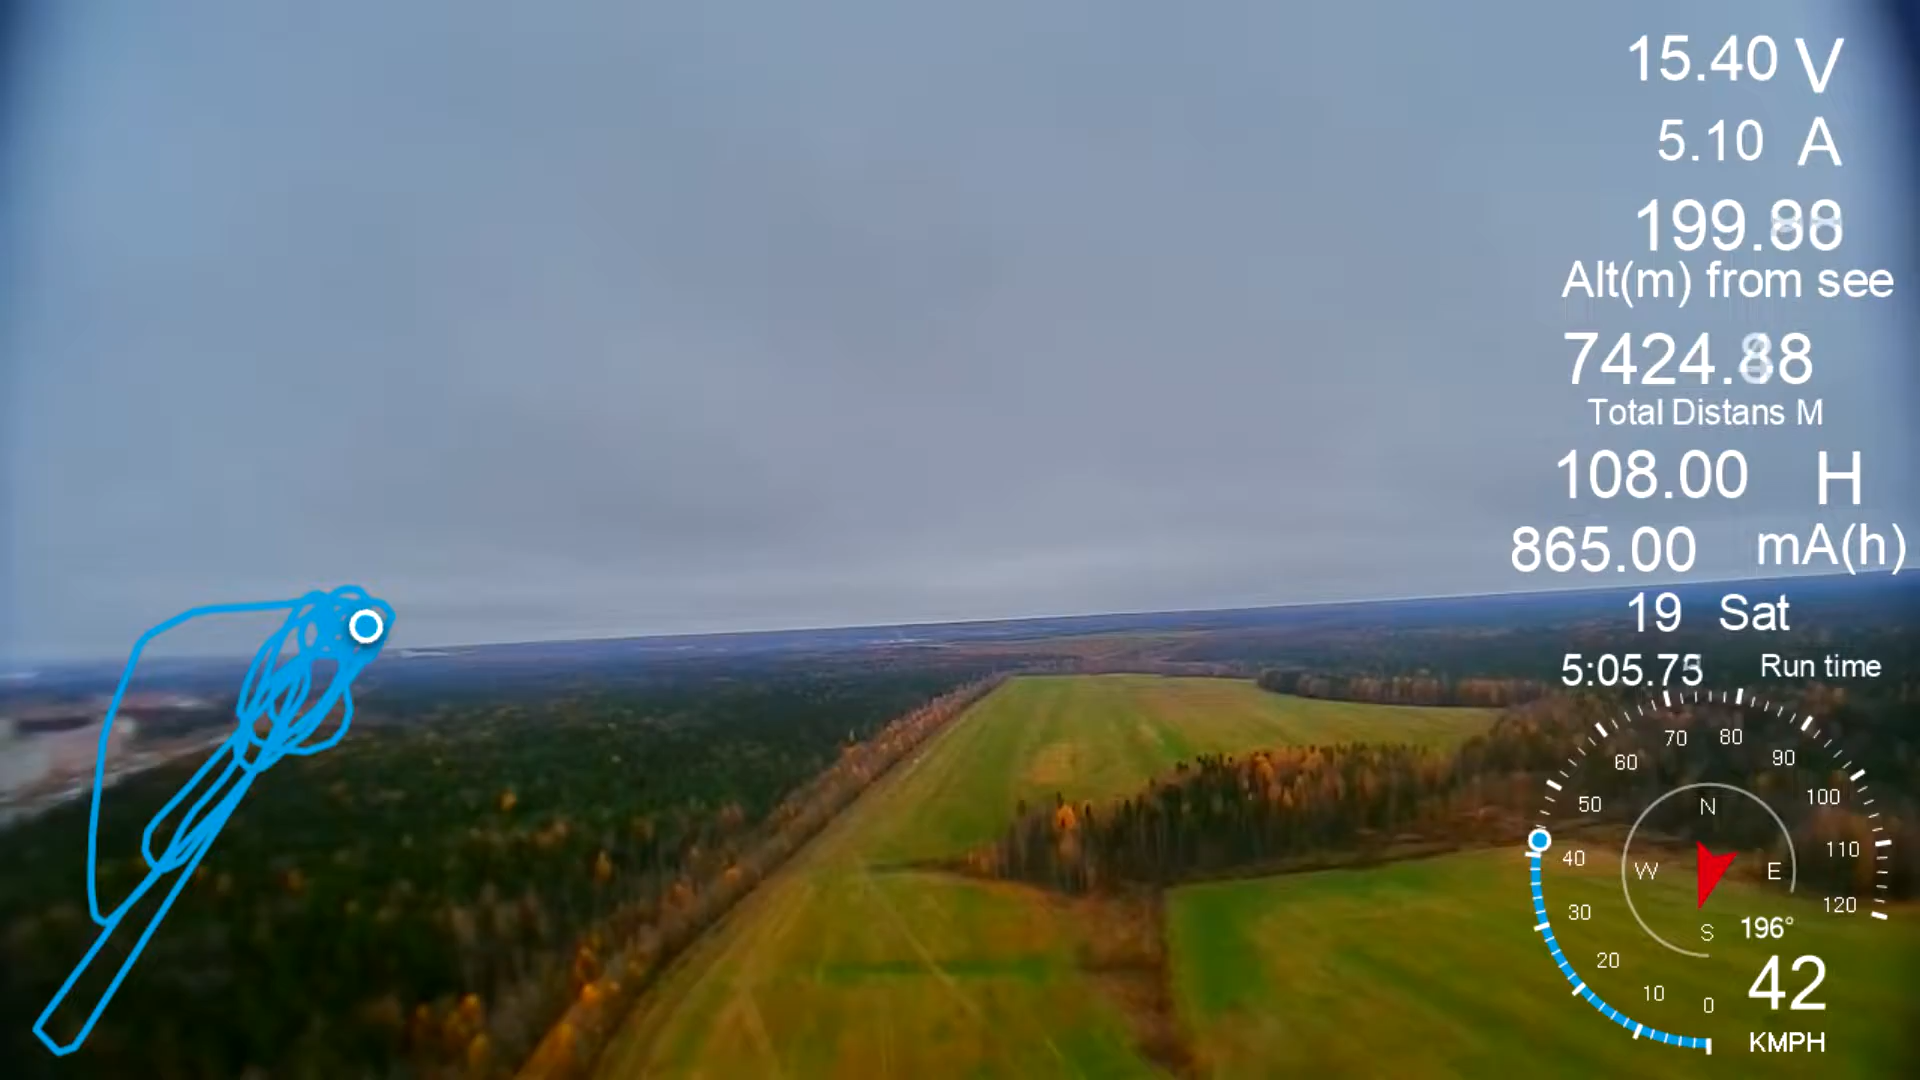 15.40 V
5.10 A
199.88
Alt(m) from see
7424.88
Total Distans M
108.00 H
865.00 mA(h)
19 Sat
5:05.75 Run time
70 80
60 90
50 100
N
40 110
W E
30 120
S 196°
20
10 0
42
KMPH